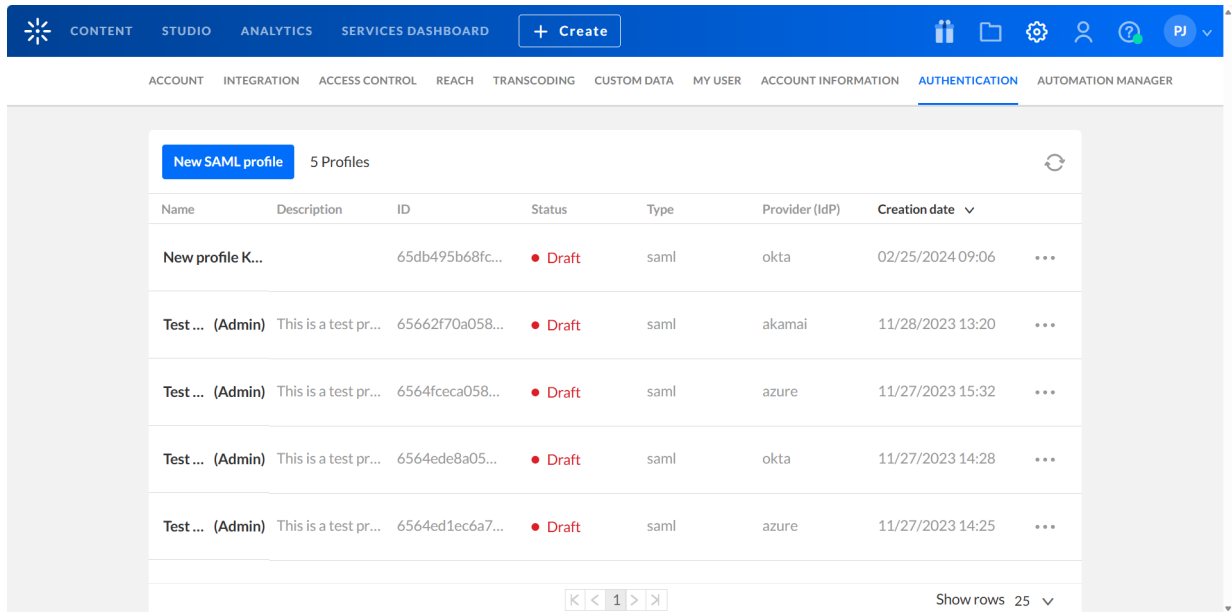 CONTENT STUDIO ANALYTICS SERVICES DASHBOARD + Create PJ
ACCOUNT INTEGRATION ACCESS CONTROL REACH TRANSCODING CUSTOM DATA MY USER ACCOUNT INFORMATION AUTHENTICATION AUTOMATION MANAGER
New SAML profile 5 Profiles
Name Description ID Status Type Provider (IdP) Creation date
New profile K... 65db495b68fc... Draft saml okta 02/25/2024 09:06
Test ... (Admin) This is a test pr... 65662f70a058... Draft saml akamai 11/28/2023 13:20
Test ... (Admin) This is a test pr... 6564fceca058... Draft saml azure 11/27/2023 15:32
Test ... (Admin) This is a test pr... 6564ede8a05... Draft saml okta 11/27/2023 14:28
Test ... (Admin) This is a test pr... 6564ed1ec6a7... Draft saml azure 11/27/2023 14:25
1 Show rows 25